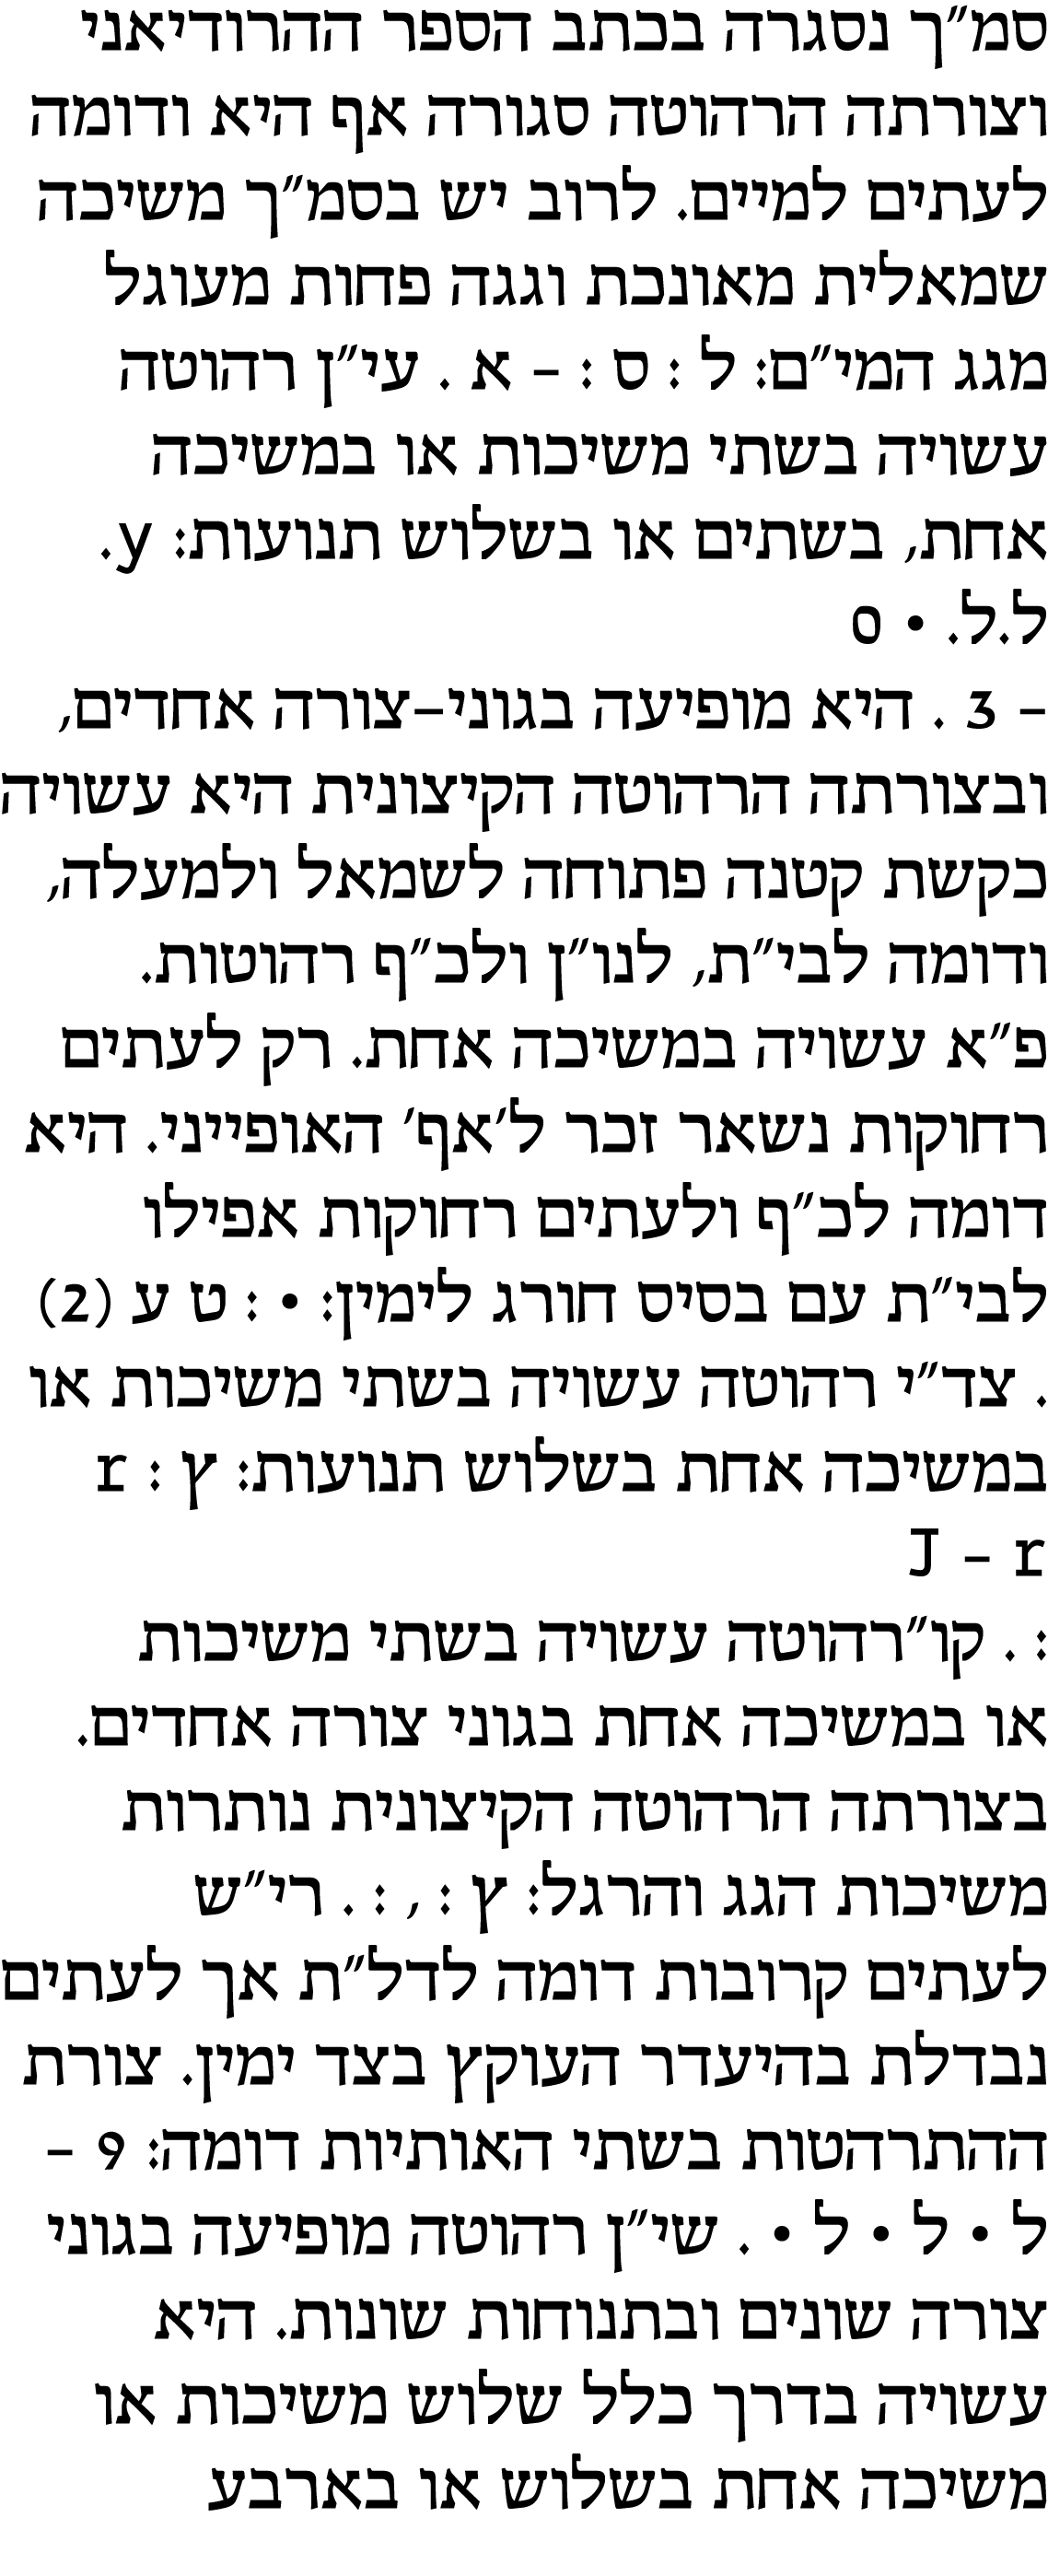 סמ"ך נסגרה בכתב הספר ההרודיאני
וצורתה הרהוטה סגורה אף היא ודומה
לעתים למיים. לרוב יש בסמ"ך משיכה
שמאלית מאונכת וגגה פחות מעוגל
מגג המי"ם: ל : ס : – א . עי"ן רהוטה
עשויה בשתי משיכות או במשיכה
אחת, בשתים או בשלוש תנועות: y.
ל.ל. • ס
– 3 . היא מופיעה בגוני–צורה אחדים,
ובצורתה הרהוטה הקיצונית היא עשויה
כקשת קטנה פתוחה לשמאל ולמעלה,
ודומה לבי"ת, לנו"ן ולכ"ף רהוטות.
פ"א עשויה במשיכה אחת. רק לעתים
רחוקות נשאר זכר ל'אף' האופייני. היא
דומה לכ"ף ולעתים רחוקות אפילו
לבי"ת עם בסיס חורג לימין: • : ט ע (2)
. צד"י רהוטה עשויה בשתי משיכות או
במשיכה אחת בשלוש תנועות: ץ : r
r – J
: . קו"רהוטה עשויה בשתי משיכות
או במשיכה אחת בגוני צורה אחדים.
בצורתה הרהוטה הקיצונית נותרות
משיכות הגג והרגל: ץ : , : . רי"ש
לעתים קרובות דומה לדל"ת אך לעתים
נבדלת בהיעדר העוקץ בצד ימין. צורת
ההתרהטות בשתי האותיות דומה: 9 –
ל • ל • ל • . שי"ן רהוטה מופיעה בגוני
צורה שונים ובתנוחות שונות. היא
עשויה בדרך כלל שלוש משיכות או
משיכה אחת בשלוש או בארבע